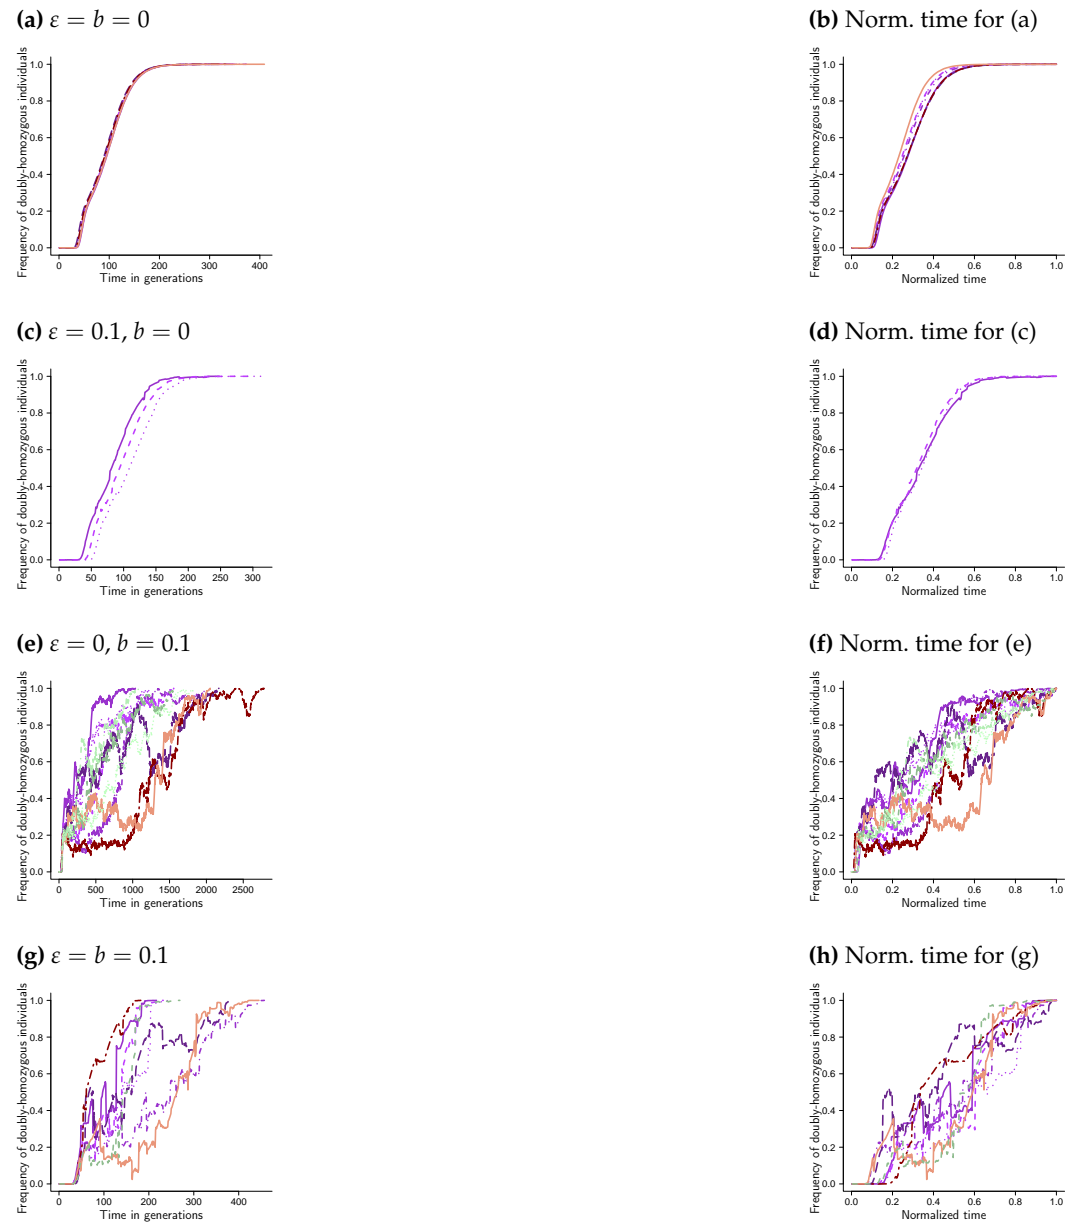 (a) ε = b = 0
(b) Norm. time for (a)
Frequency of doubly-homozygous individuals
1.0
0.8
0.6
0.4
0.2
0.0
0 100 200 300 400
Time in generations
Frequency of doubly-homozygous individuals
1.0
0.8
0.6
0.4
0.2
0.0
0.0 0.2 0.4 0.6 0.8 1.0
Normalized time
(c) ε = 0.1, b = 0
(d) Norm. time for (c)
Frequency of doubly-homozygous individuals
1.0
0.8
0.6
0.4
0.2
0.0
0 50 100 150 200 250 300
Time in generations
Frequency of doubly-homozygous individuals
1.0
0.8
0.6
0.4
0.2
0.0
0.0 0.2 0.4 0.6 0.8 1.0
Normalized time
(e) ε = 0, b = 0.1
(f) Norm. time for (e)
Frequency of doubly-homozygous individuals
1.0
0.8
0.6
0.4
0.2
0.0
0 500 1000 1500 2000 2500
Time in generations
Frequency of doubly-homozygous individuals
1.0
0.8
0.6
0.4
0.2
0.0
0.0 0.2 0.4 0.6 0.8 1.0
Normalized time
(g) ε = b = 0.1
(h) Norm. time for (g)
Frequency of doubly-homozygous individuals
1.0
0.8
0.6
0.4
0.2
0.0
0 100 200 300 400
Time in generations
Frequency of doubly-homozygous individuals
1.0
0.8
0.6
0.4
0.2
0.0
0.0 0.2 0.4 0.6 0.8 1.0
Normalized time